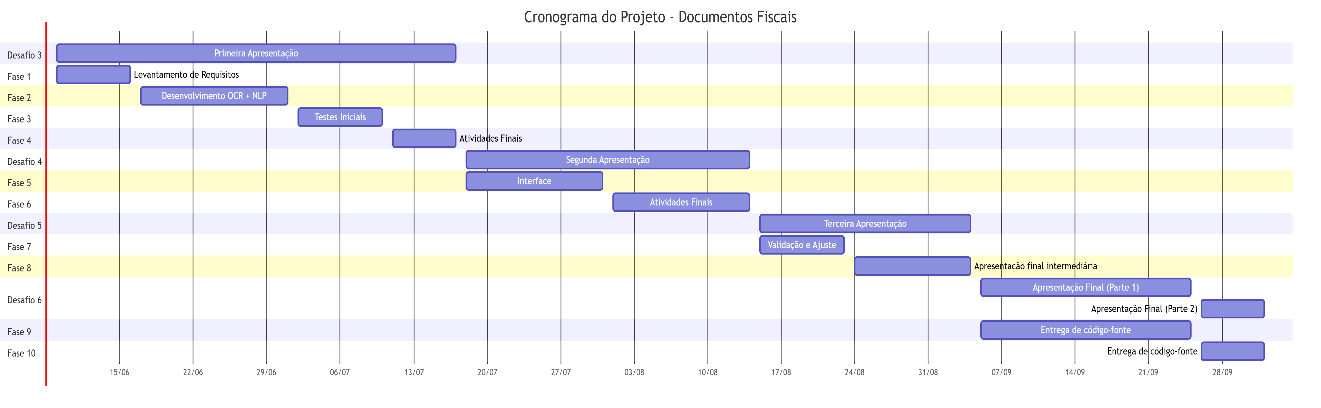 Cronograma do Projeto - Documentos Fiscais
Desafio 3 Primeira Apresentação
Fase 1 Levantamento de Requisitos
Fase 2 Desenvolvimento OCR + NLP
Fase 3 Testes Iniciais
Fase 4 Atividades Finais
Desafio 4 Segunda Apresentação
Fase 5 Interface
Fase 6 Atividades Finais
Desafio 5 Terceira Apresentação
Fase 7 Validação e Ajuste
Fase 8 Apresentacão final intermediária
Desafio 6 Apresentação Final (Parte 1)
Apresentação Final (Parte 2)
Fase 9 Entrega de código-fonte
Fase 10 Entrega de código-fonte
15/06 22/06 29/06 06/07 13/07 20/07 27/07 03/08 10/08 17/08 24/08 31/08 07/09 14/09 21/09 28/09